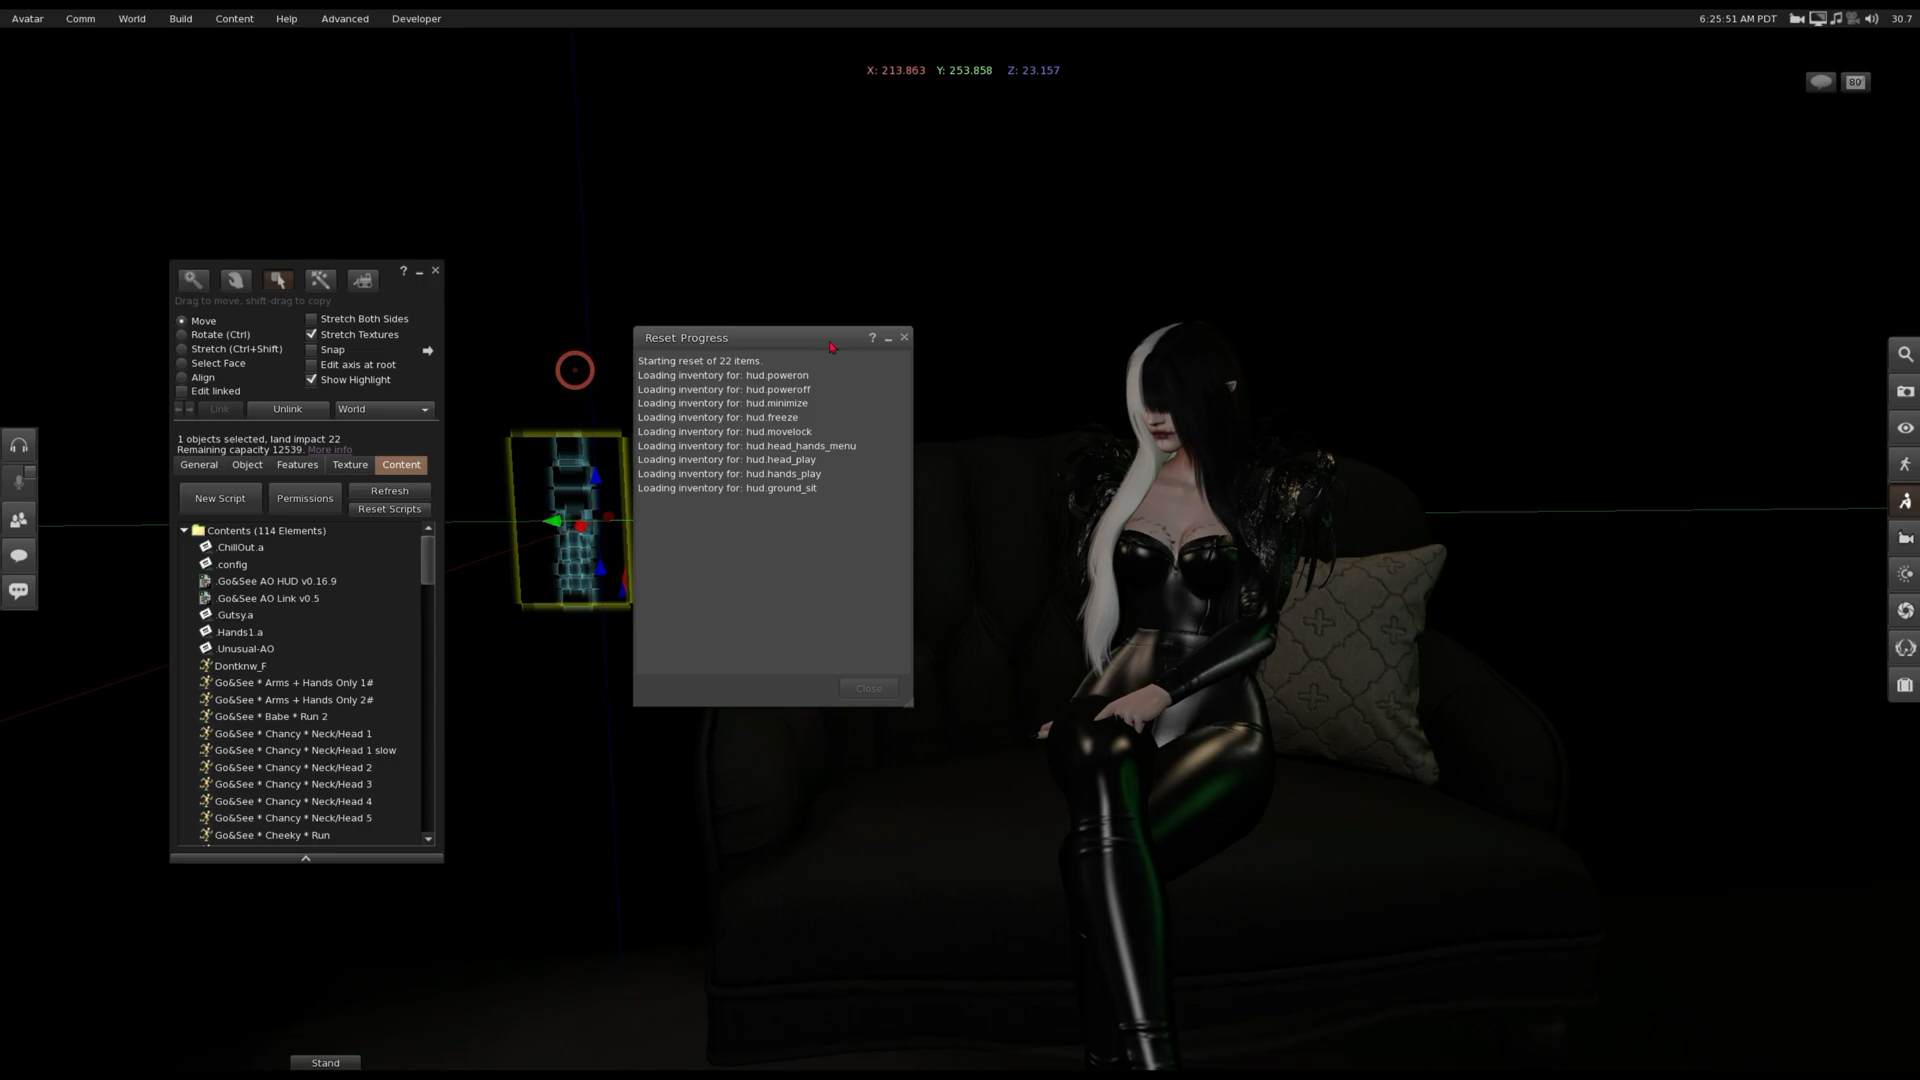 Avatar Comm World Build Content Help Advanced Developer 6:25:51 AM PDT 30.7
X: 213.863 Y: 253.858 Z: 23.157
80'
?
Drag to move, shift-drag to copy
Move
Rotate (Ctrl)
Stretch (Ctrl+Shift)
Select Face
Align
Edit linked
Stretch Both Sides
Stretch Textures
Snap
Edit axis at root
Show Highlight
Link Unlink World
1 objects selected, land impact 22
Remaining capacity 12539. More info
General Object Features Texture Content
New Script Permissions Refresh
Reset Scripts
Contents (114 Elements)
.ChillOut.a
.config
.Go&See AO HUD v0.16.9
.Go&See AO Link v0.5
.Gutsy.a
.Hands1.a
.Unusual-AO
Dontknw_F
Go&See * Arms + Hands Only 1#
Go&See * Arms + Hands Only 2#
Go&See * Babe * Run 2
Go&See * Chancy * Neck/Head 1
Go&See * Chancy * Neck/Head 1 slow
Go&See * Chancy * Neck/Head 2
Go&See * Chancy * Neck/Head 3
Go&See * Chancy * Neck/Head 4
Go&See * Chancy * Neck/Head 5
Go&See * Cheeky * Run
Reset Progress ?
Starting reset of 22 items.
Loading inventory for: hud.poweron
Loading inventory for: hud.poweroff
Loading inventory for: hud.minimize
Loading inventory for: hud.freeze
Loading inventory for: hud.movelock
Loading inventory for: hud.head_hands_menu
Loading inventory for: hud.head_play
Loading inventory for: hud.hands_play
Loading inventory for: hud.ground_sit
Close
Stand